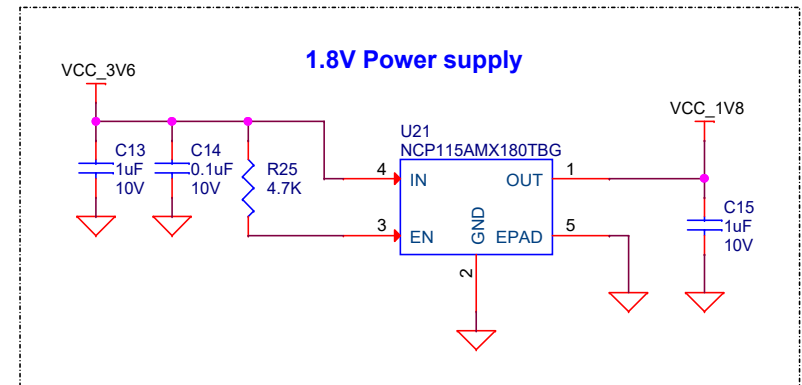 1.8V Power supply
VCC_3V6
VCC_1V8
U21
NCP115AMX180TBG
C13
1uF
10V
C14
0.1uF
10V
R25
4.7K
4
IN
OUT
1
3
EN
GND
EPAD
5
2
C15
1uF
10V